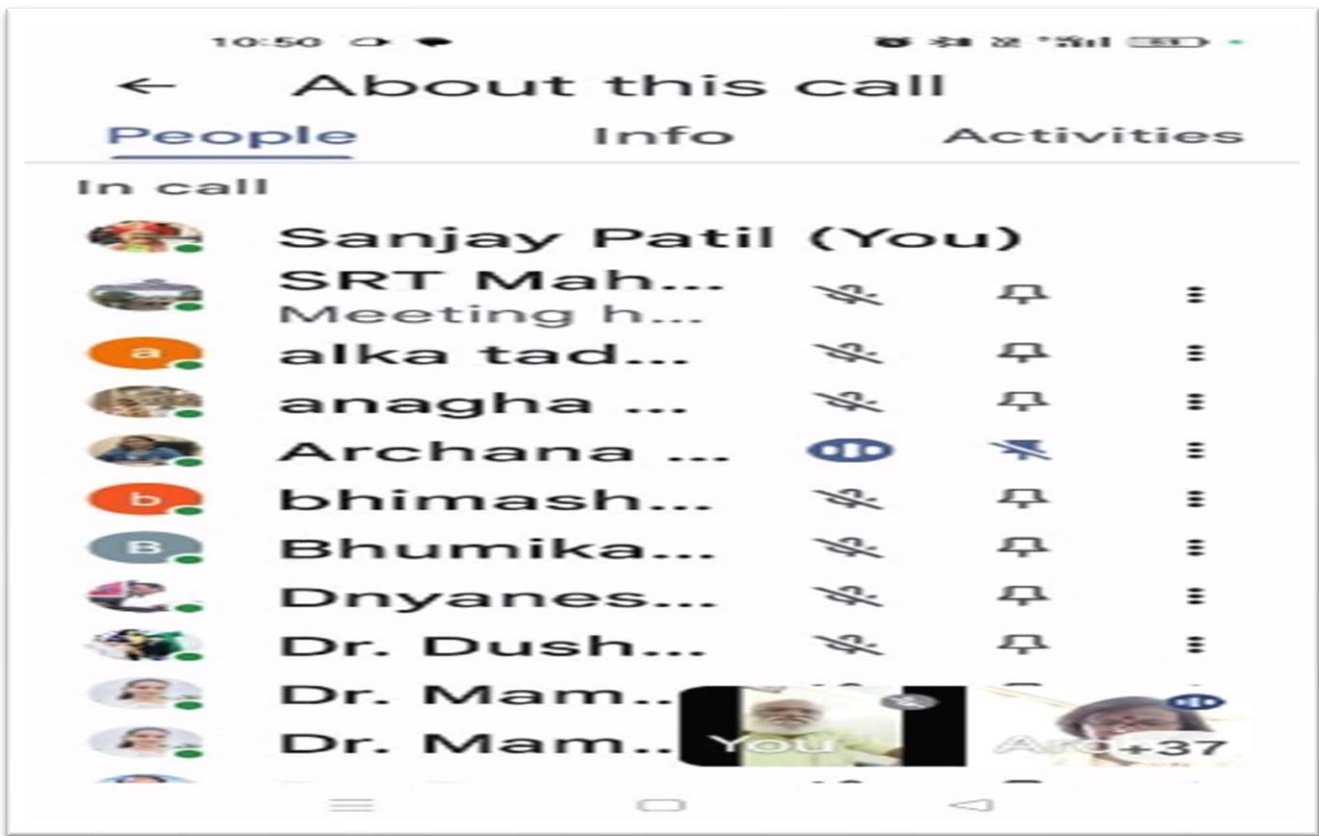 10:50
About this call
People Info Activities
In call
Sanjay Patil (You)
SRT Mah...
Meeting h...
a alka tad...
anagha ...
Archana ...
b bhimash...
B Bhumika...
Dnyanes...
Dr. Dush...
Dr. Mam..
Dr. Mam..
You +37